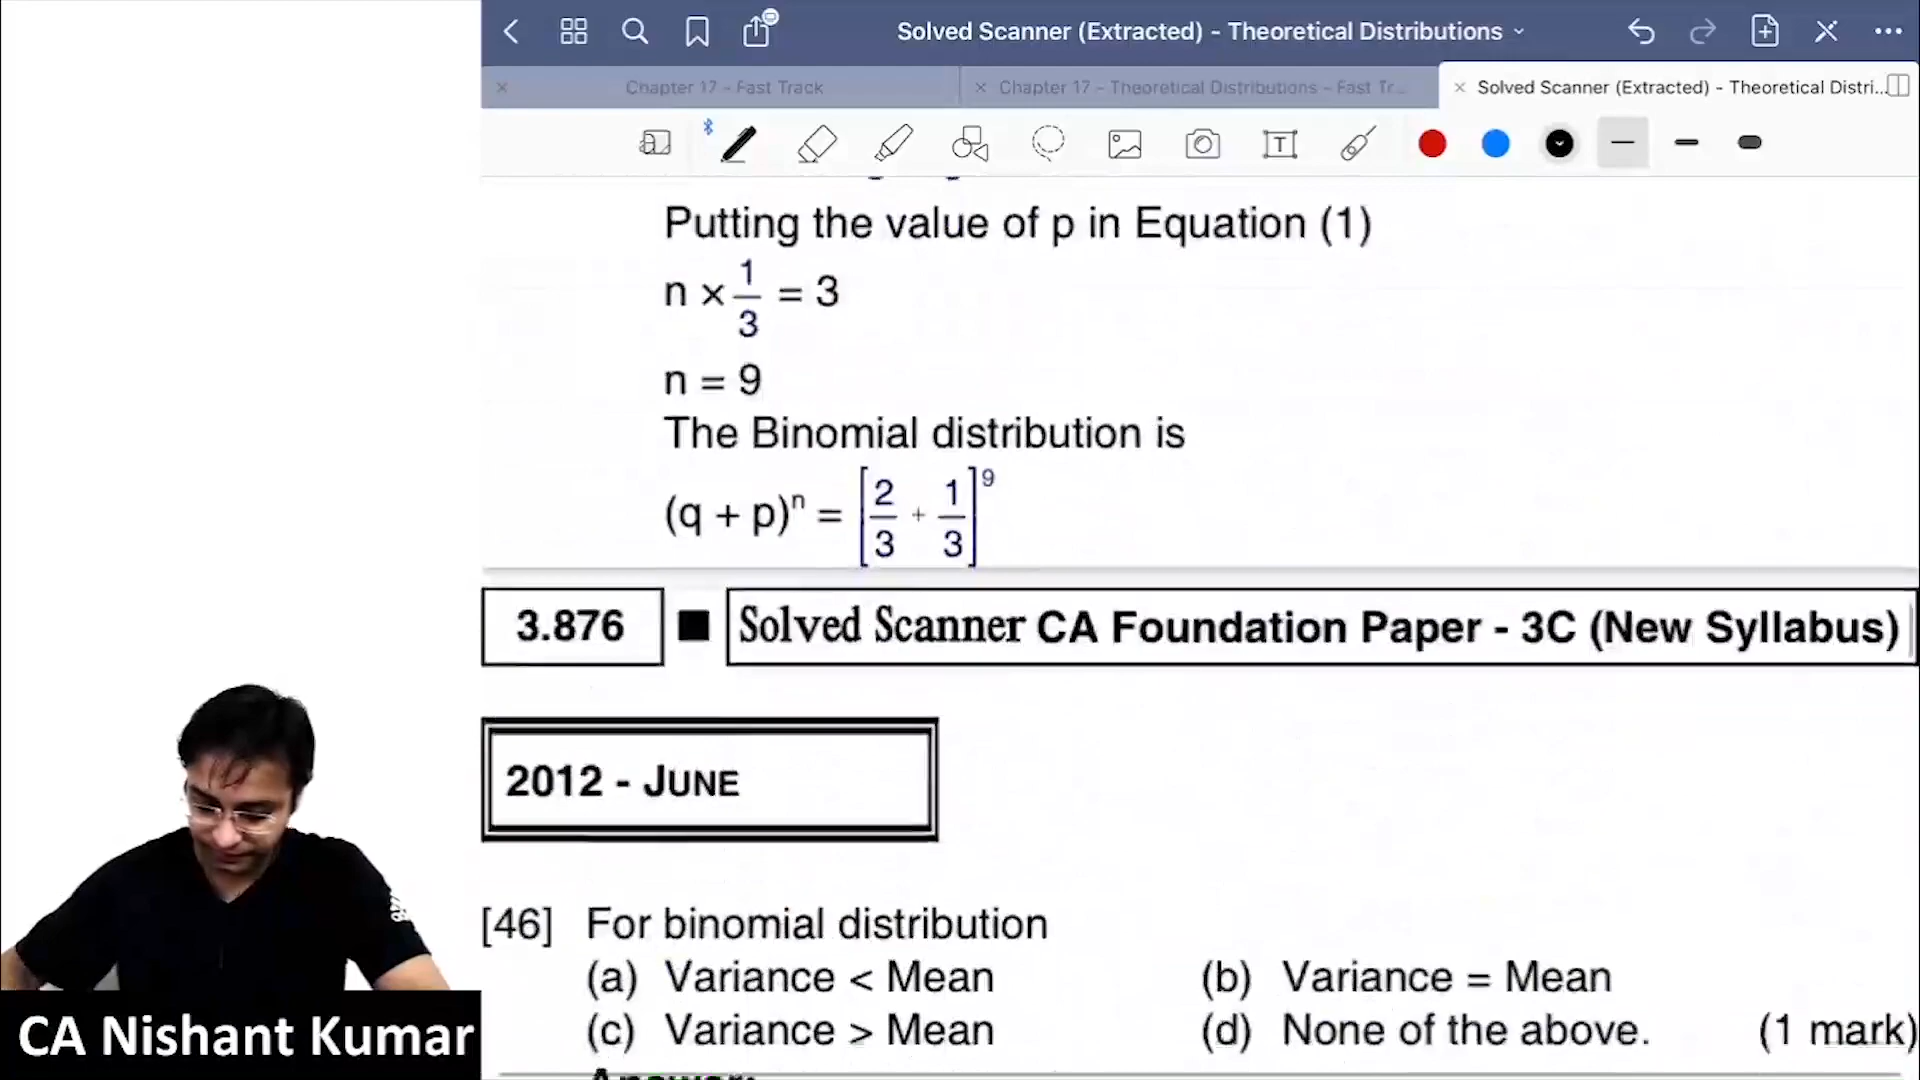 Solved Scanner (Extracted) - Theoretical Distributions
Chapter 17 - Fast Track
Chapter 17 - Theoretical Distributions - Fast Tr...
Solved Scanner (Extracted) - Theoretical Distri...
Putting the value of p in Equation (1)
n × 1/3 = 3
n = 9
The Binomial distribution is
(q + p)ⁿ = [2/3 + 1/3]⁹
3.876 ■ Solved Scanner CA Foundation Paper - 3C (New Syllabus)
2012 - JUNE
[46] For binomial distribution
(a) Variance < Mean (b) Variance = Mean
(c) Variance > Mean (d) None of the above. (1 mark)
Answer:
CA Nishant Kumar